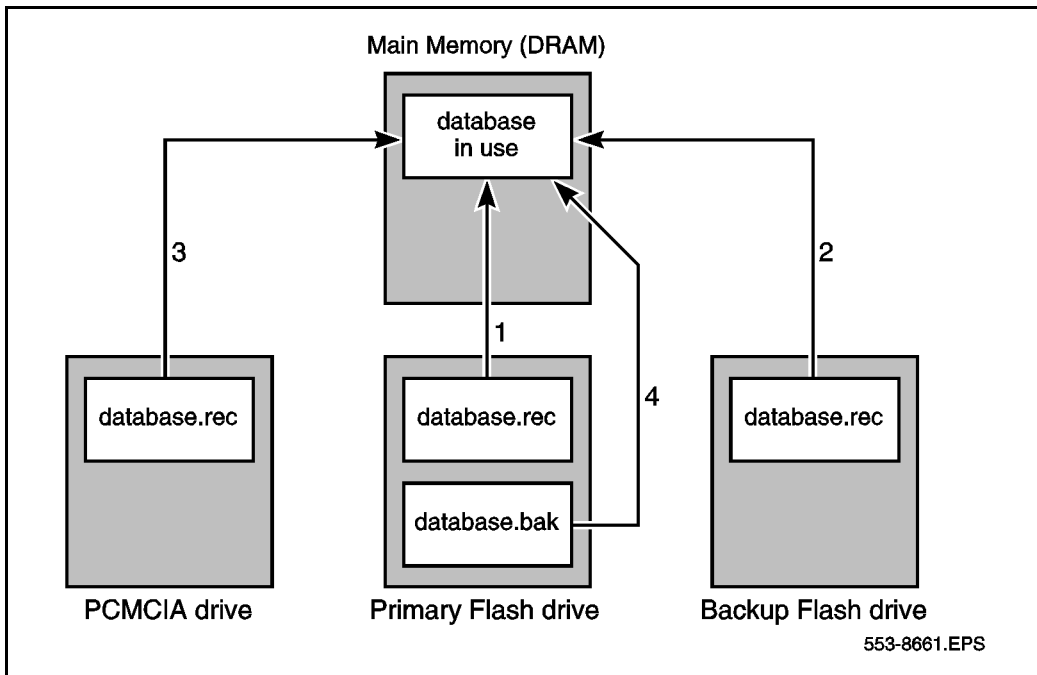 Main Memory (DRAM)
database
in use
3
2
1
4
database.rec
database.rec
database.rec
database.bak
PCMCIA drive
Primary Flash drive
Backup Flash drive
553-8661.EPS